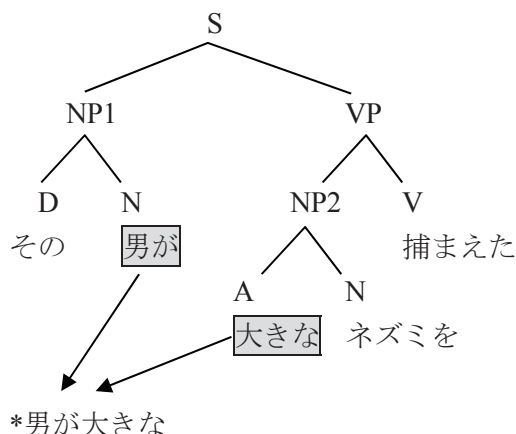 S
NP1 VP
D N NP2 V
その 男が 捕まえた
A N
大きな ネズミを
*男が大きな